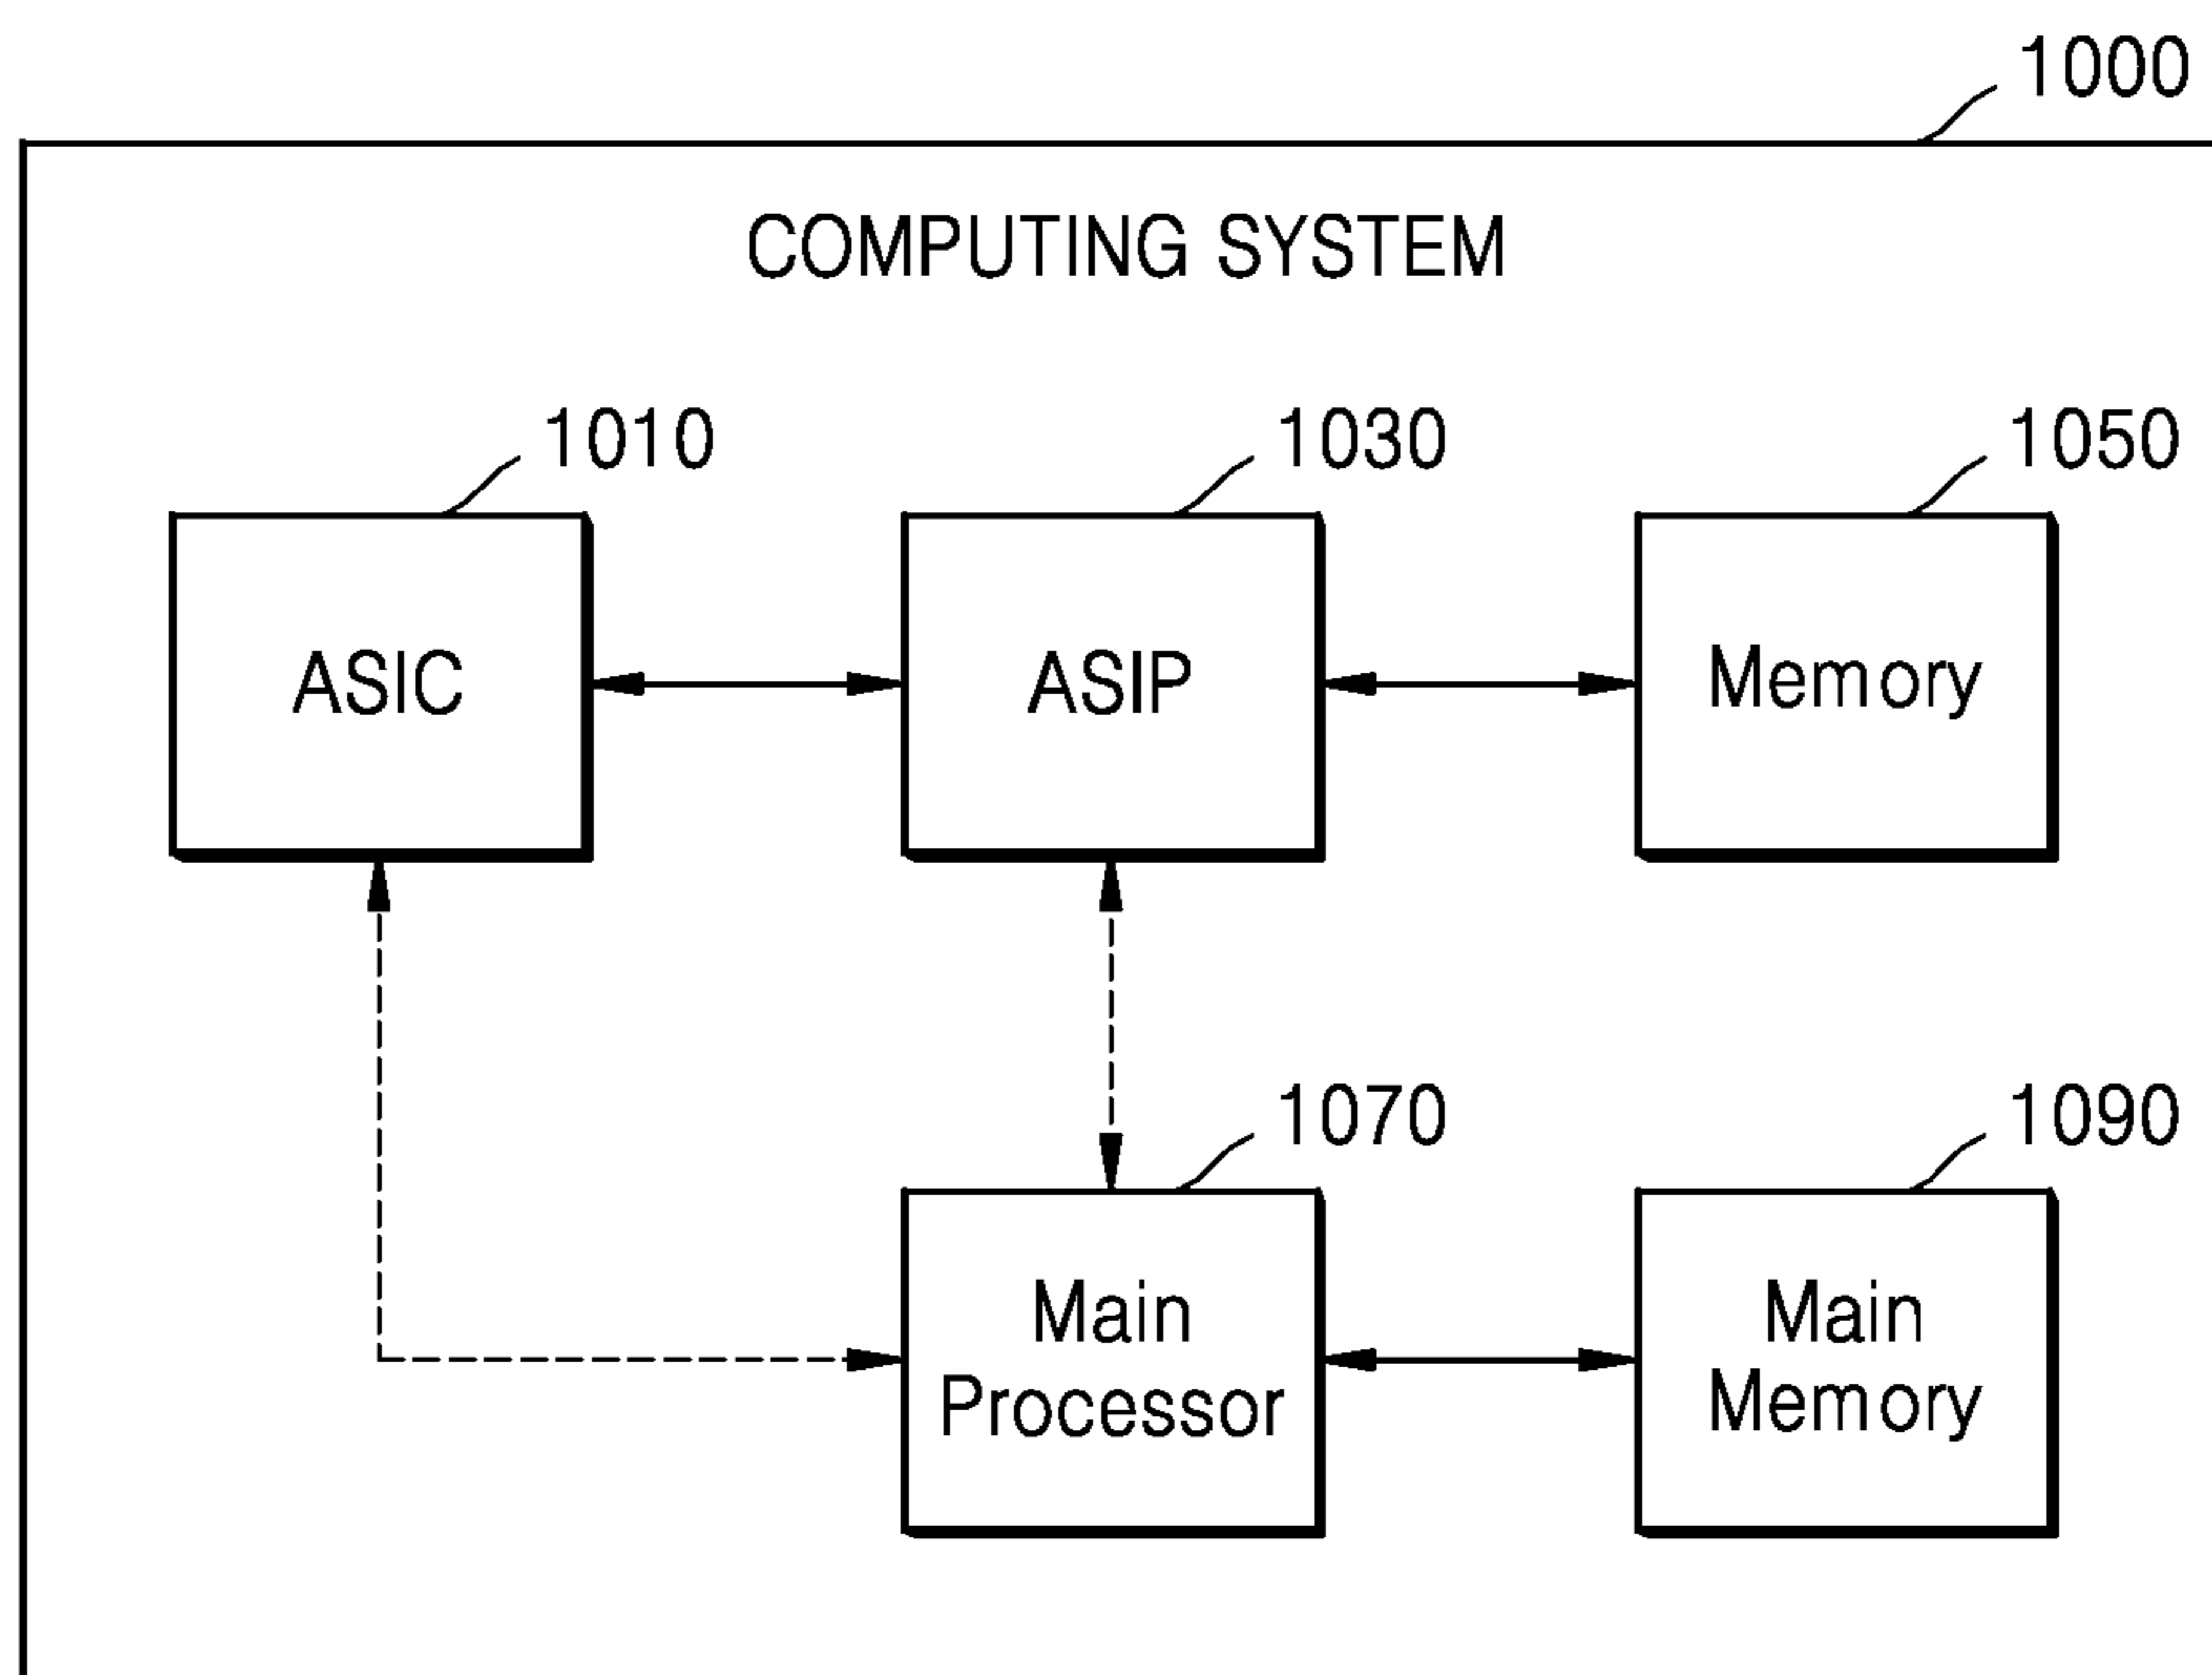 1000
COMPUTING SYSTEM
1010
1030
1050
ASIC
ASIP
Memory
1070
1090
Main
Processor
Main
Memory